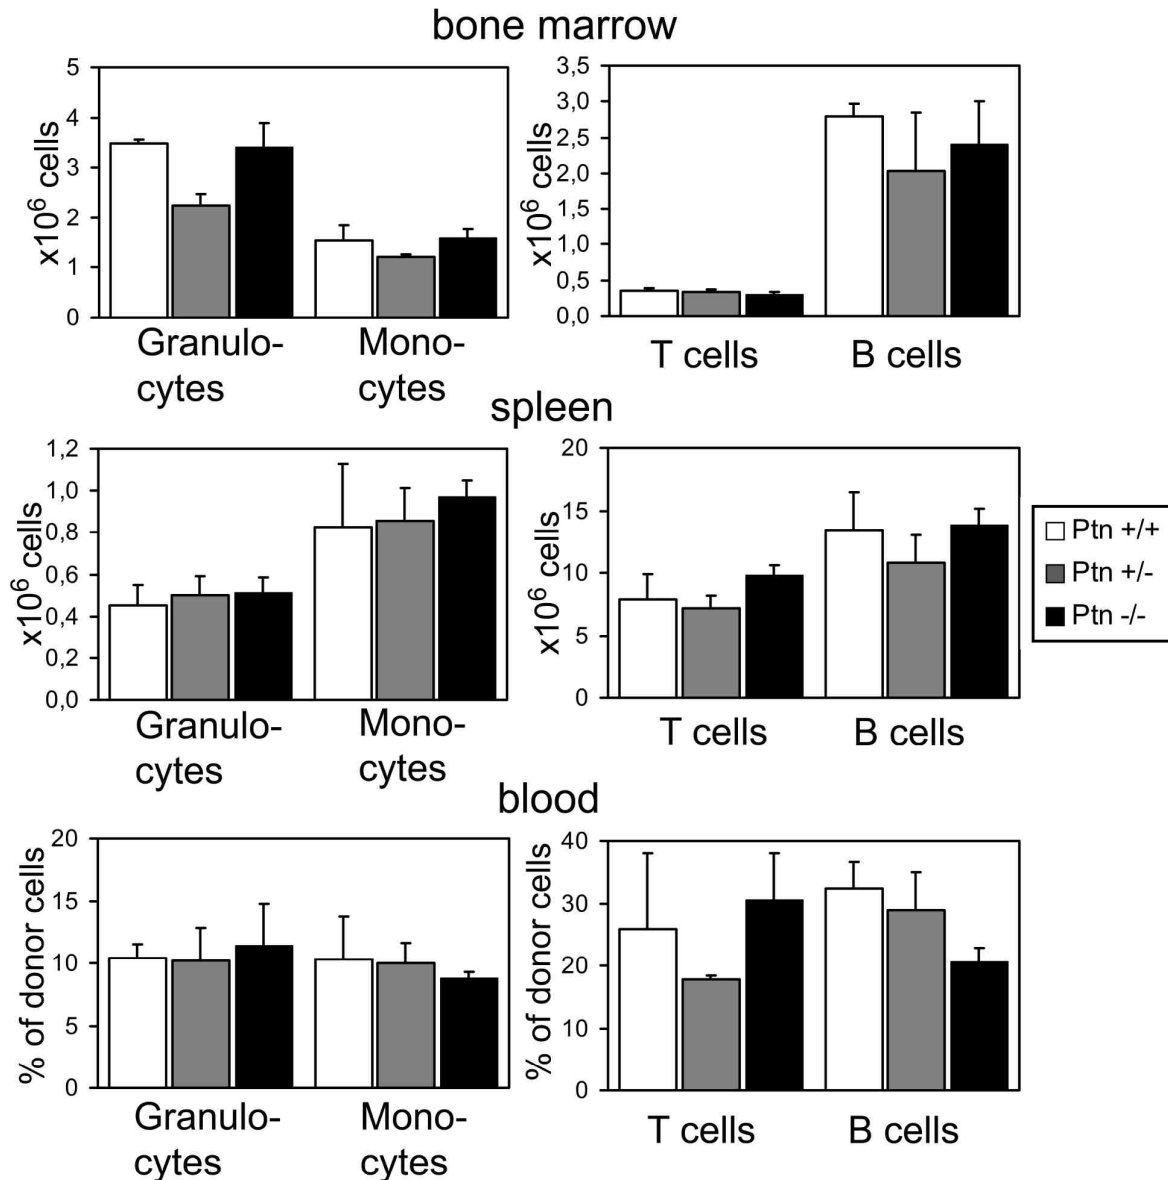 bone marrow
x10⁶ cells
5
4
3
2
1
0
Granulo-
cytes
Mono-
cytes
x10⁶ cells
3,5
3,0
2,5
2,0
1,5
1,0
0,5
0,0
T cells
B cells
spleen
x10⁶ cells
1,2
1,0
0,8
0,6
0,4
0,2
0,0
Granulo-
cytes
Mono-
cytes
x10⁶ cells
20
15
10
5
0
T cells
B cells
Ptn +/+
Ptn +/-
Ptn -/-
blood
% of donor cells
20
15
10
5
0
Granulo-
cytes
Mono-
cytes
% of donor cells
40
30
20
10
0
T cells
B cells